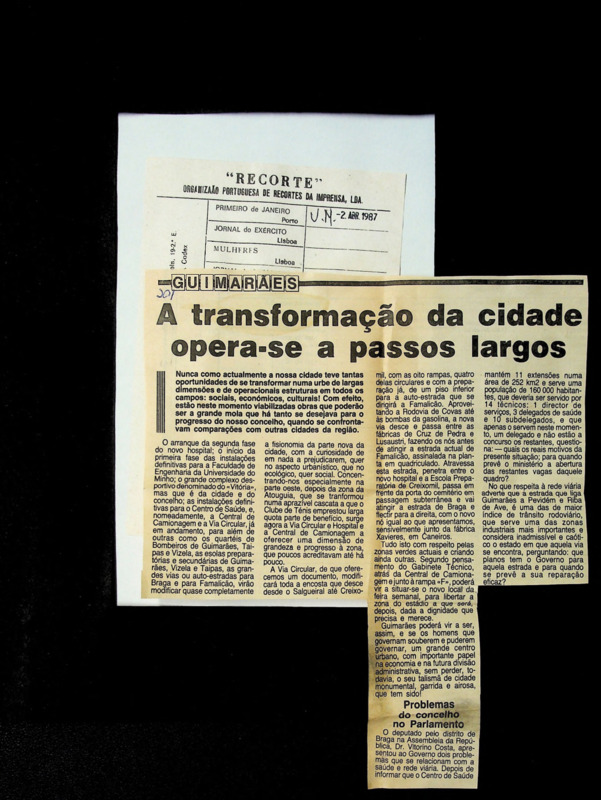 "RECORTE"
ORGANIZAÃO PORTUGUESA DE RECORTES DA IMPRENSA, LDA.
PRIMEIRO de JANEIRO
Porto
U.M. -2. ABR. 1987
JORNAL do EXÉRCITO
Lisboa
MULHERES
Lisboa
19-2.º E.
Codex
GUIMARÃES
201
A transformação da cidade
opera-se a passos largos
Nunca como actualmente a nossa cidade teve tantas
oportunidades de se transformar numa urbe de largas
dimensões e de operacionais estruturas em todos os
campos: sociais, económicos, culturais! Com efeito,
estão neste momento viabilizadas obras que poderão
ser a grande mola que há tanto se desejava para o
progresso do nosso concelho, quando se confronta-
vam comparações com outras cidades da região.
O arranque da segunda fase
do novo hospital; o início da
primeira fase das instalações
definitivas para a Faculdade de
Engenharia da Universidade do
Minho; o grande complexo des-
portivo denominado do «Vitória»,
mas que é da cidade e do
concelho; as instalações defini-
tivas para o Centro de Saúde, e,
nomeadamente, a Central de
Camionagem e a Via Circular, já
em andamento, para além de
outras como os quartéis de
Bombeiros de Guimarães, Tai-
pas e Vizela, as escolas prepara-
tórias e secundárias de Guima-
rães, Vizela e Taipas, as gran-
des vias ou auto-estradas para
Braga e para Famalicão, virão
modificar quase completamente
a fisionomia da parte nova da
cidade, com a curiosidade de
em nada a prejudicarem, quer
no aspecto urbanístico, que no
ecológico, quer social. Concen-
trando-nos especialmente na
parte oeste, depois da zona da
Atouguia, que se tranformou
numa aprazível cascata a que o
Clube de Ténis emprestou larga
quota parte de benefício, surge
agora a Via Circular e Hospital e
a Central de Camionagem a
oferecer uma dimensão de
grandeza e progresso à zona,
que poucos acreditavam até há
pouco.
A Via Circular, de que ofere-
cemos um documento, modifi-
cará toda a encosta que desce
desde o Salgueiral até Creixo-
mil, com as oito rampas, quatro
delas circulares e com a prepa-
ração já, de um piso inferior
para a auto-estrada que se
dirigirá a Famalicão. Aprovei-
tando a Rodovia de Covas até
às bombas da gasolina, a nova
via desce e passa entre as
fábricas de Cruz de Pedra e
Lusaustri, fazendo os nós antes
de atingir a estrada actual de
Famalicão, assinalada na plan-
ta em quadriculado. Atravessa
esta estrada, penetra entre o
novo hospital e a Escola Prepa-
ratória de Creixomil, passa em
frente da porta do cemitério em
passagem subterrânea e vai
atingir a estrada de Braga e
flectir para a direita, com o novo
nó igual ao que apresentamos,
sensivelmente junto da fábrica
Xavieres, em Caneiros.
Tudo isto com respeito pelas
zonas verdes actuais e criando
ainda outras. Segundo pensa-
mento do Gabinete Técnico,
atrás da Central de Camiona-
gem e junto à rampa «F», poderá
vir a situar-se o novo local da
feira semanal, para libertar a
zona do estádio a que será,
depois, dada a dignidade que
precisa e merece.
Guimarães poderá vir a ser,
assim, e se os homens que
governam souberem e puderem
governar, um grande centro
urbano, com importante papel
na economia e na futura divisão
administrativa, sem perder, to-
davia, o seu talismã de cidade
monumental, garrida e airosa,
que tem sido!
Problemas
do concelho
no Parlamento
O deputado pelo distrito de
Braga na Assembleia da Repú-
blica, Dr. Vitorino Costa, apre-
sentou ao Governo dois proble-
mas que se relacionam com a
saúde e rede viária. Depois de
informar que o Centro de Saúde
mantém 11 extensões numa
área de 252 km2 e serve uma
população de 160 000 habitan-
tes, que deveria ser servido por
14 técnicos: 1 director de
serviços, 3 delegados de saúde
e 10 subdelegados, e que
apenas o servem neste momen-
to, um delegado e não estão a
concurso os restantes, questio-
na: — quais os reais motivos da
presente situação; para quando
prevê o ministério a abertura
das restantes vagas daquele
quadro?
No que respeita à rede viária
adverte que a estrada que liga
Guimarães a Pevidém e Riba
de Ave, é uma das de maior
índice de trânsito rodoviário,
que serve uma das zonas
industriais mais importantes e
considera inadmissível e caóti-
co o estado em que aquela via
se encontra, perguntando: que
planos tem o Governo para
aquela estrada e para quando
se prevê a sua reparação
eficaz?